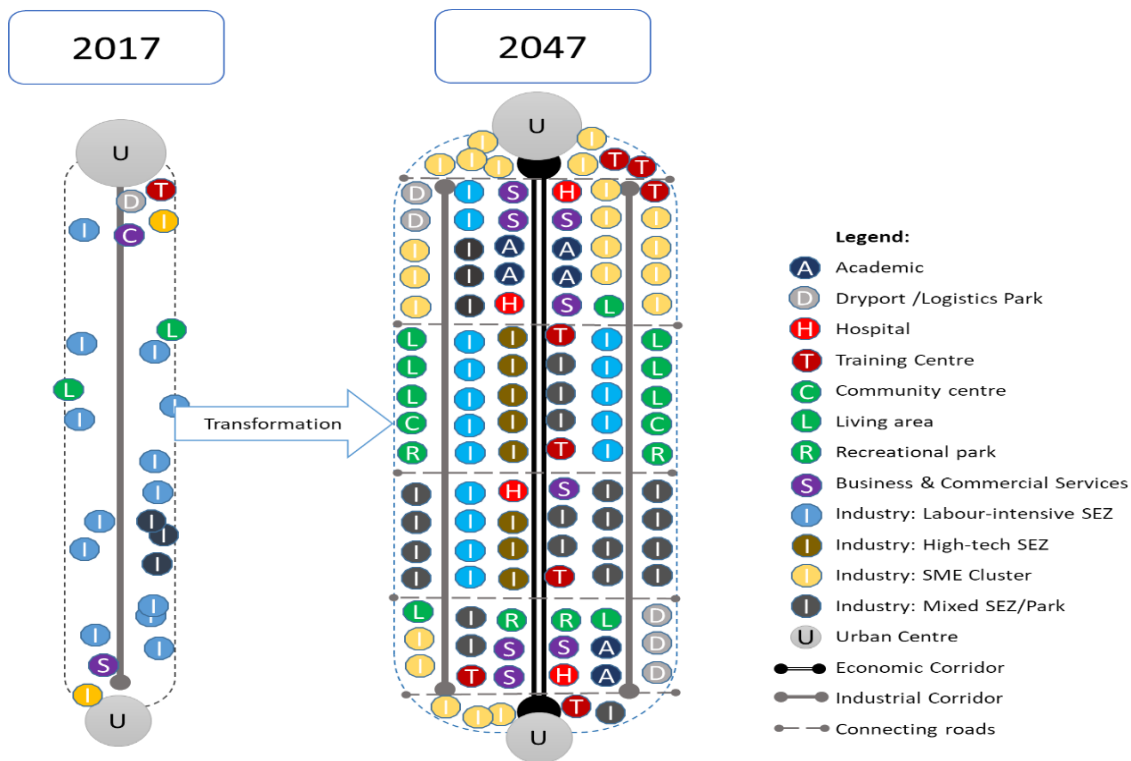 2017
2047
U
D T
I C I
I L
I
L
I I
I
I
I I I
I
I I
I
I
I I
S
I
U
Transformation
U
I I
I I I I T T
D I S H I T
D I S S I I
I I A A I I
I I A A I I
I I H S L I
L I I T I L
L I I I I L
L I I I I L
C I I I I C
R I I T I R
I I H S I I
I I I I I I
I I I I I I
I I I T I I
L I R R L D
I I S S A D
I T S H A D
I I I T I
U
Legend:
A Academic
D Dryport /Logistics Park
H Hospital
T Training Centre
C Community centre
L Living area
R Recreational park
S Business & Commercial Services
I Industry: Labour-intensive SEZ
I Industry: High-tech SEZ
I Industry: SME Cluster
I Industry: Mixed SEZ/Park
U Urban Centre
Economic Corridor
Industrial Corridor
Connecting roads